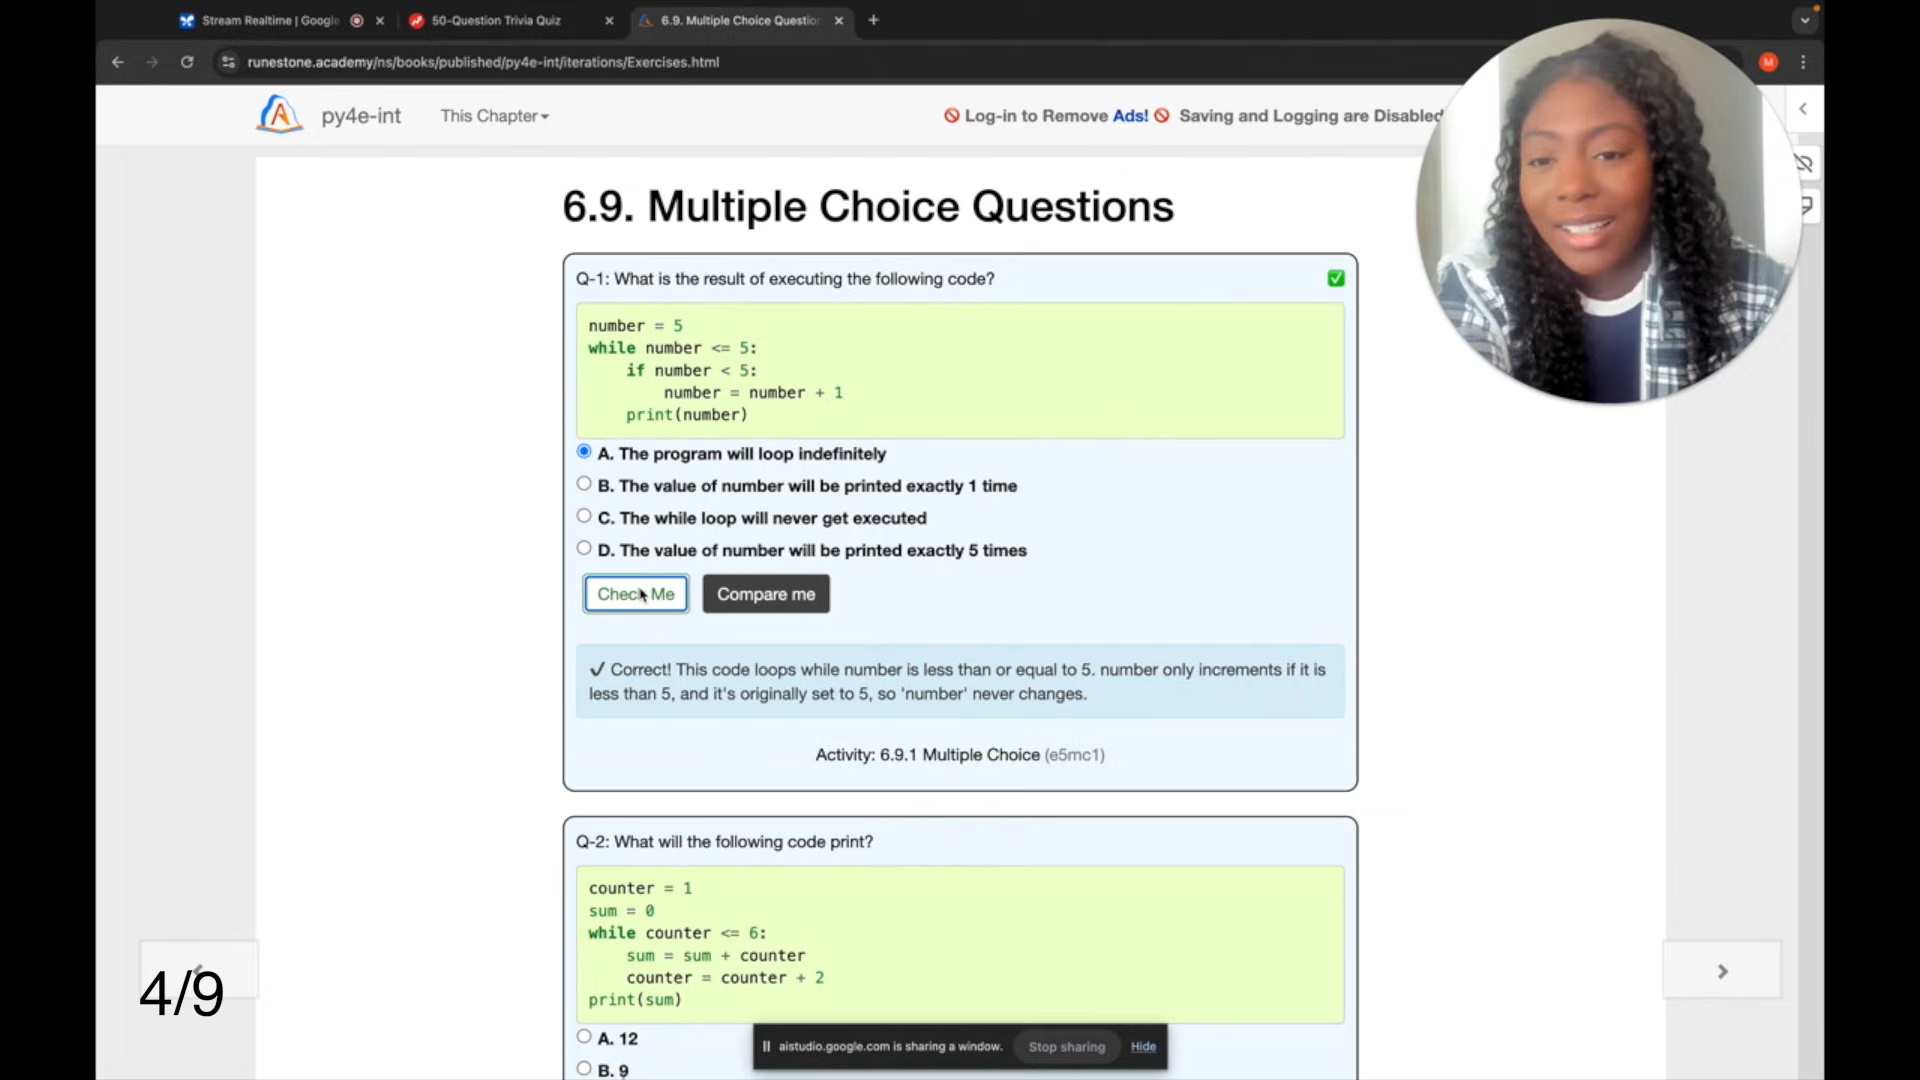 Stream Realtime | Google
50-Question Trivia Quiz
6.9. Multiple Choice Question
runestone.academy/ns/books/published/py4e-int/iterations/Exercises.html
M
py4e-int
This Chapter
Log-in to Remove Ads! Saving and Logging are Disabled
6.9. Multiple Choice Questions
Q-1: What is the result of executing the following code?
number = 5
while number <= 5:
    if number < 5:
        number = number + 1
    print(number)
A. The program will loop indefinitely
B. The value of number will be printed exactly 1 time
C. The while loop will never get executed
D. The value of number will be printed exactly 5 times
Check Me
Compare me
✓ Correct! This code loops while number is less than or equal to 5. number only increments if it is
less than 5, and it's originally set to 5, so 'number' never changes.
Activity: 6.9.1 Multiple Choice (e5mc1)
Q-2: What will the following code print?
counter = 1
sum = 0
while counter <= 6:
    sum = sum + counter
    counter = counter + 2
print(sum)
A. 12
B. 9
4/9
aistudio.google.com is sharing a window.
Stop sharing
Hide